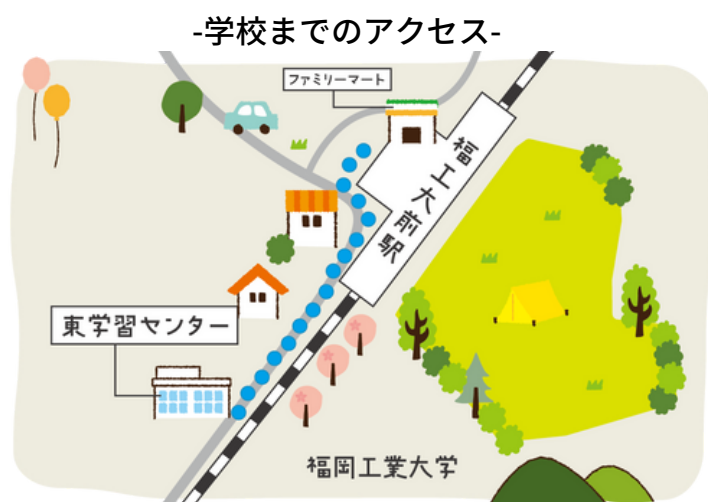 -学校までのアクセス-
ファミリーマート
福工大前駅
東学習センター
福岡工業大学